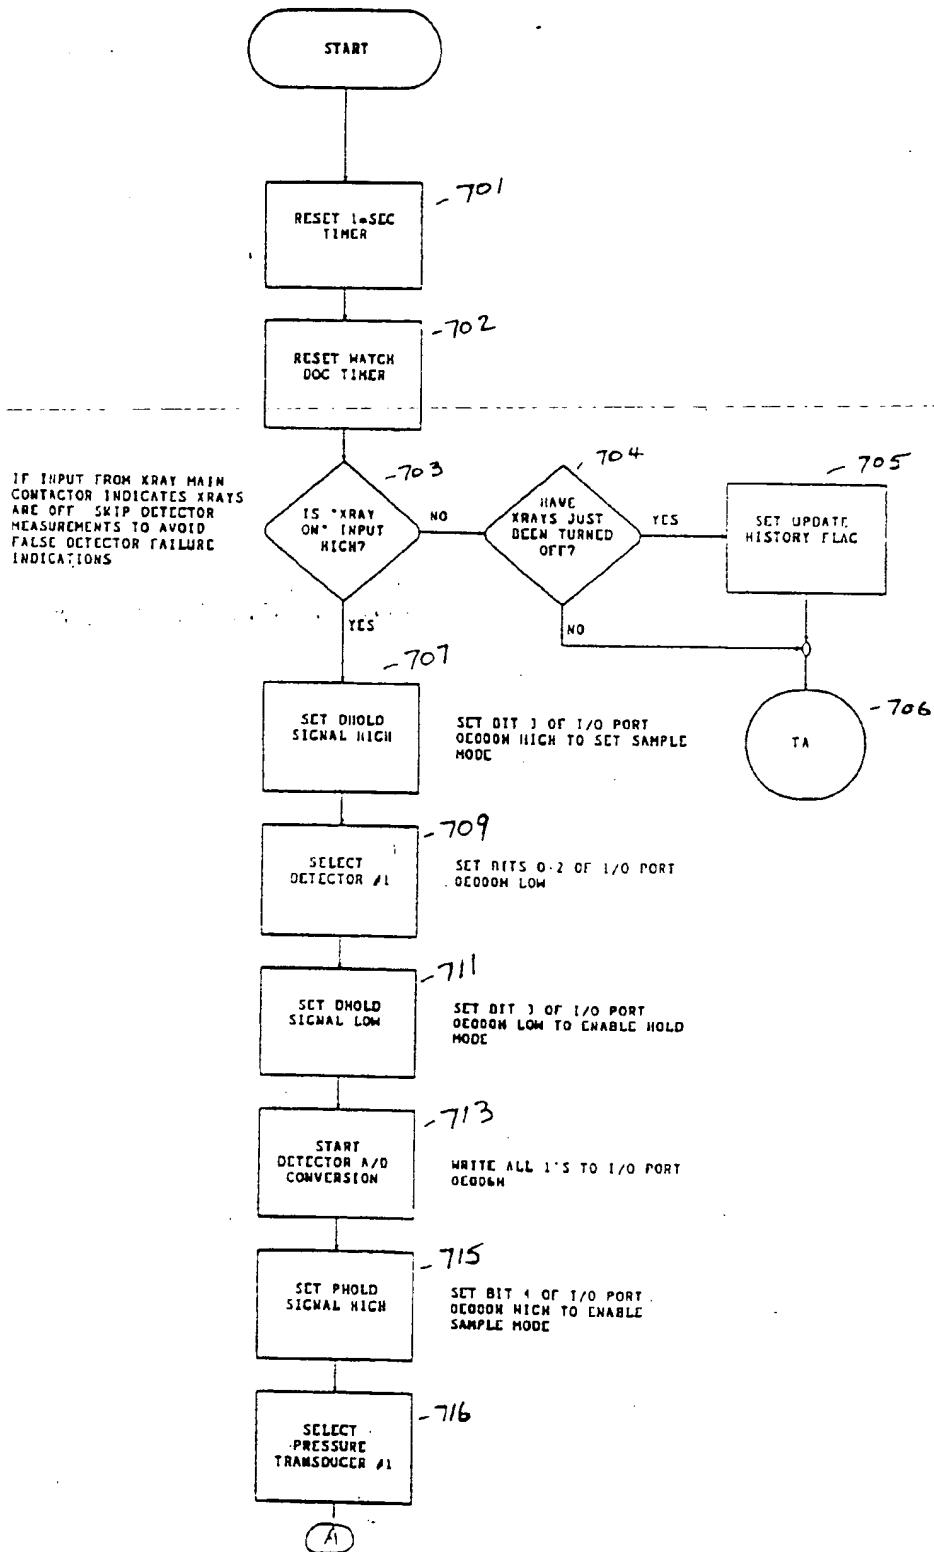 START
701
RESET 1mSEC
TIMER
702
RESET WATCH
DOG TIMER
IF INPUT FROM XRAY MAIN
CONTACTOR INDICATES XRAYS
ARE OFF SKIP DETECTOR
MEASUREMENTS TO AVOID
FALSE DETECTOR FAILURE
INDICATIONS
703
IS "XRAY
ON" INPUT
HIGH?
NO
704
HAVE
XRAYS JUST
BEEN TURNED
OFF?
YES
705
SET UPDATE
HISTORY FLAG
YES
NO
706
TA
707
SET DHOLD
SIGNAL HIGH
SET BIT 3 OF I/O PORT
0E000H HIGH TO SET SAMPLE
MODE
709
SELECT
DETECTOR #1
SET BITS 0-2 OF I/O PORT
0E000H LOW
711
SET DHOLD
SIGNAL LOW
SET BIT 3 OF I/O PORT
0E000H LOW TO ENABLE HOLD
MODE
713
START
DETECTOR A/D
CONVERSION
WRITE ALL 1'S TO I/O PORT
0E006H
715
SET PHOLD
SIGNAL HIGH
SET BIT 4 OF I/O PORT
0E000H HIGH TO ENABLE
SAMPLE MODE
716
SELECT
PRESSURE
TRANSDUCER #1
A1